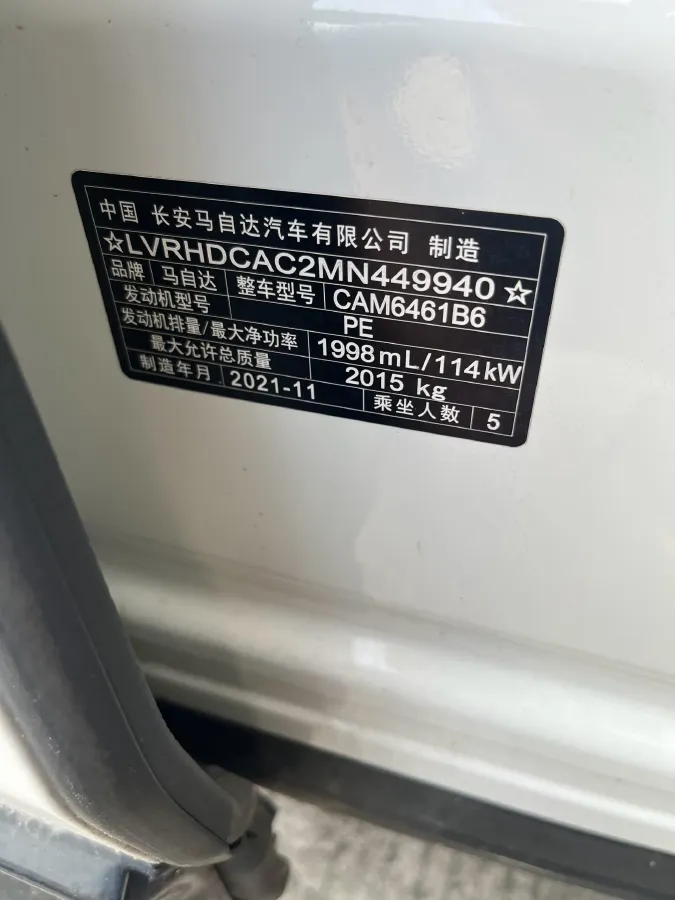 中国 长安马自达汽车有限公司 制造
☆LVRHDCAC2MN449940☆
品牌 马自达 整车型号 CAM6461B6
发动机型号 PE
发动机排量/最大净功率 1998mL/114kW
最大允许总质量 2015 kg
制造年月 2021-11 乘坐人数 5